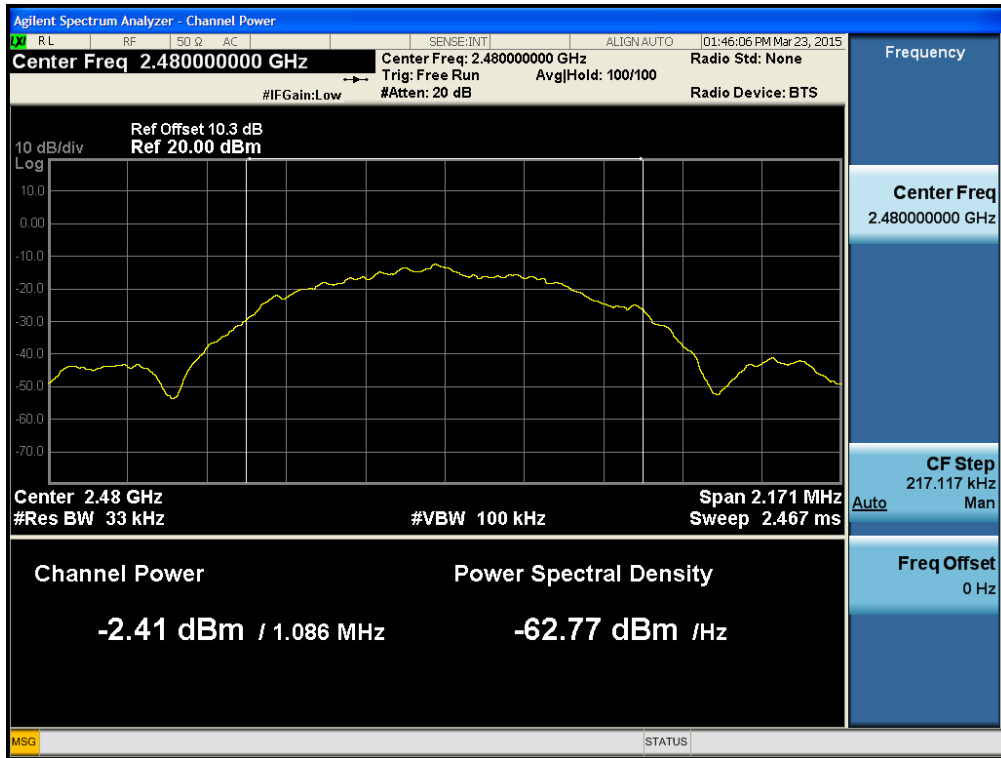 Agilent Spectrum Analyzer - Channel Power
LXI RL RF 50 Ω AC SENSE:INT ALIGN AUTO 01:46:06 PM Mar 23, 2015
Center Freq 2.480000000 GHz
Center Freq: 2.480000000 GHz
Radio Std: None
Trig: Free Run Avg|Hold: 100/100
#IFGain:Low
#Atten: 20 dB
Radio Device: BTS
Frequency
Ref Offset 10.3 dB
10 dB/div Ref 20.00 dBm
Log
10.0
0.00
-10.0
-20.0
-30.0
-40.0
-50.0
-60.0
-70.0
Center Freq
2.480000000 GHz
Center 2.48 GHz Span 2.171 MHz
#Res BW 33 kHz #VBW 100 kHz Sweep 2.467 ms
CF Step
217.117 kHz
Auto Man
Freq Offset
0 Hz
Channel Power Power Spectral Density
-2.41 dBm / 1.086 MHz -62.77 dBm /Hz
MSG STATUS